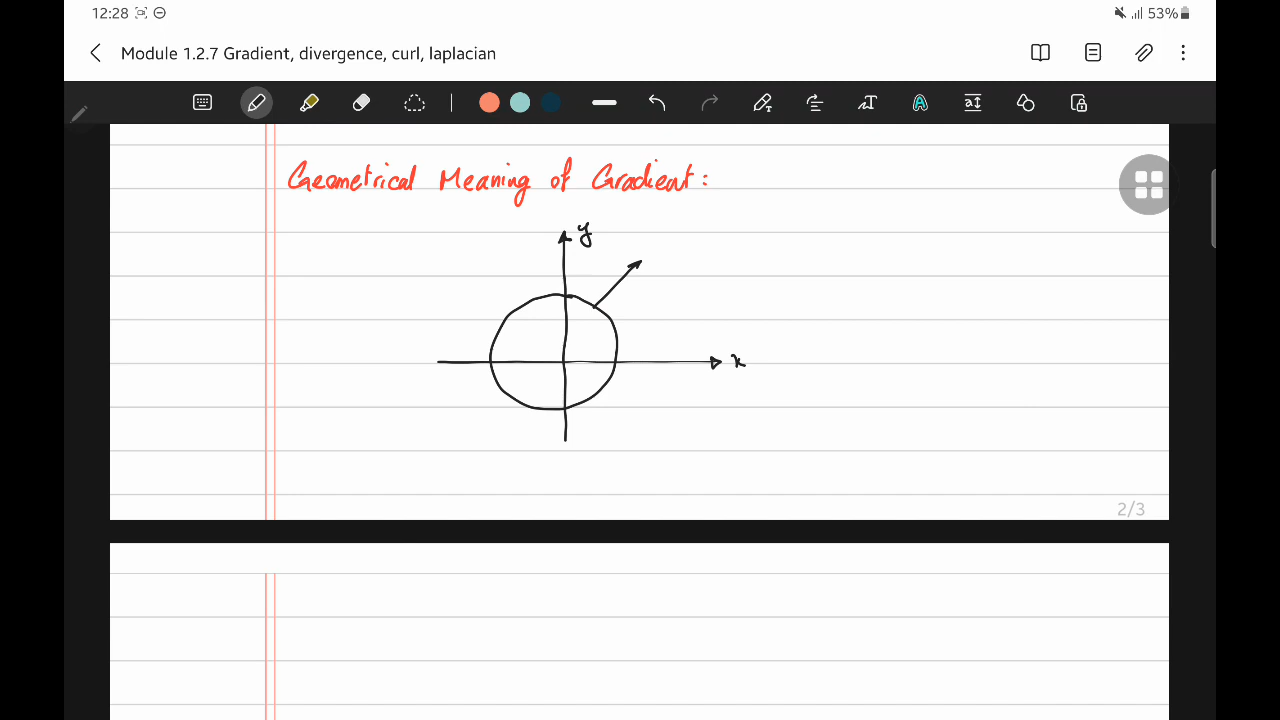 12:28 53%
Module 1.2.7 Gradient, divergence, curl, laplacian
Geometrical Meaning of Gradient:
y
x
2/3